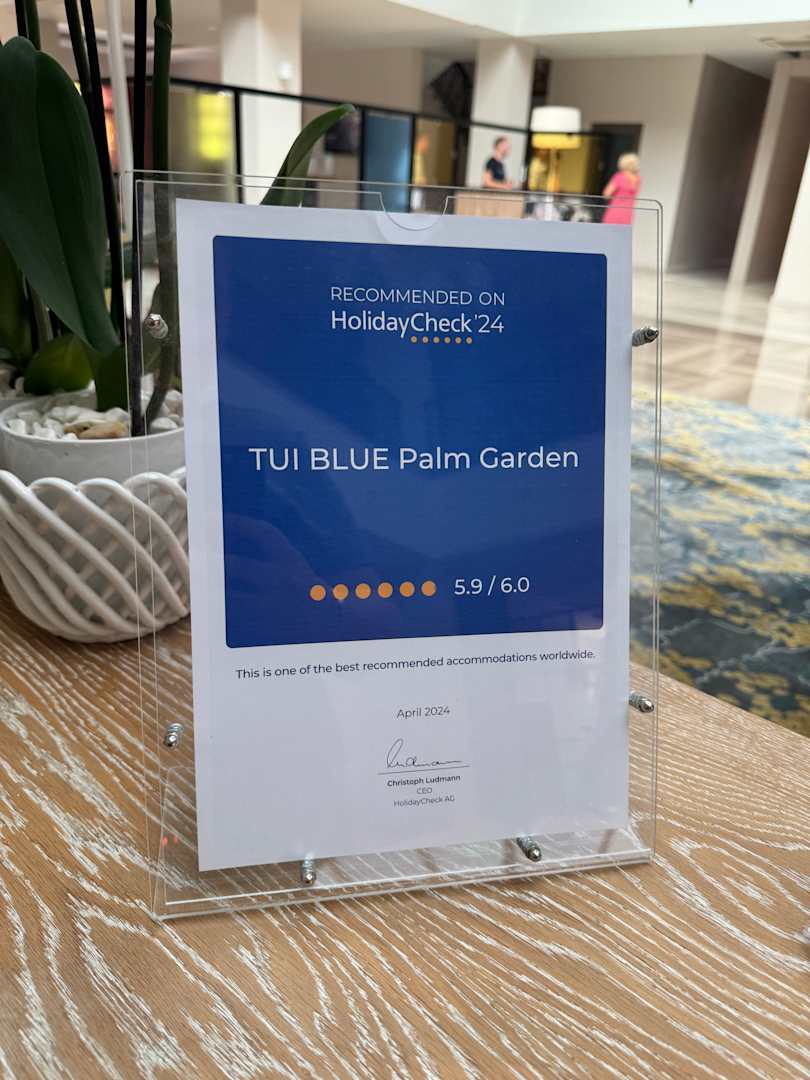 RECOMMENDED ON
HolidayCheck '24
TUI BLUE Palm Garden
5.9 / 6.0
This is one of the best recommended accommodations worldwide.
April 2024
Christoph Ludmann
CEO
HolidayCheck AG